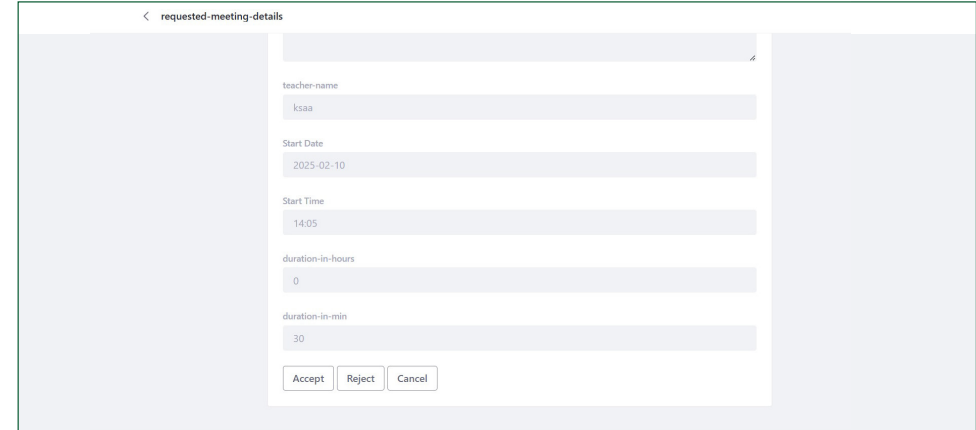 requested-meeting-details
teacher-name
ksaa
Start Date
2025-02-10
Start Time
14:05
duration-in-hours
0
duration-in-min
30
Accept Reject Cancel